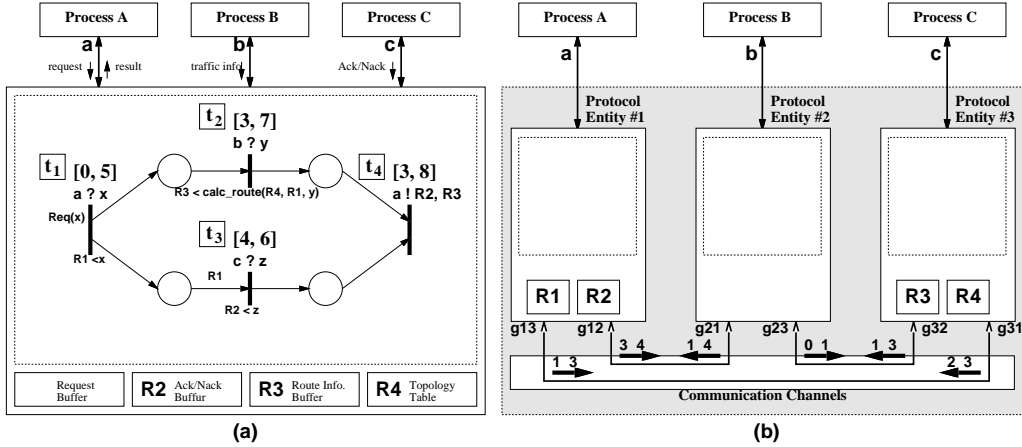 Process A
Process B
Process C
a
b
c
request
result
traffic info
Ack/Nack
t2 [3, 7]
b ? y
t1 [0, 5]
a ? x
t4 [3, 8]
a ! R2, R3
Req(x)
R3 < calc_route(R4, R1, y)
R1 <x
t3 [4, 6]
c ? z
R1
R2 < z
Request
Buffer
R2 Ack/Nack
Buffur
R3 Route Info.
Buffer
R4 Topology
Table
(a)
Process A
Process B
Process C
a
b
c
Protocol
Entity #1
Protocol
Entity #2
Protocol
Entity #3
R1
R2
R3
R4
g13
g12
g21
g23
g32
g31
3 4
1 4
0 1
1 3
1 3
2 3
Communication Channels
(b)